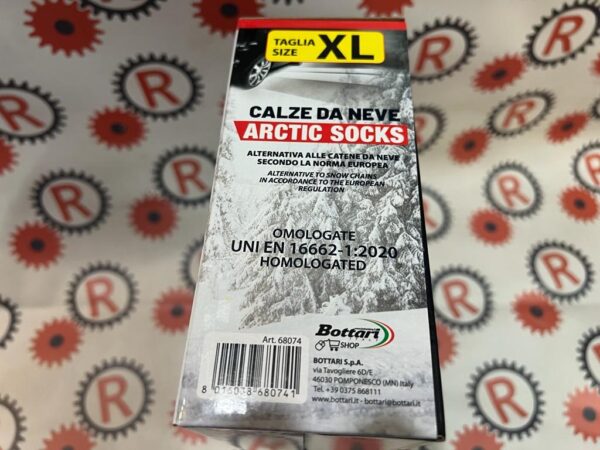 TAGLIA
SIZE
XL
CALZE DA NEVE
ARCTIC SOCKS
ALTERNATIVA ALLE CATENE DA NEVE
SECONDO LA NORMA EUROPEA
ALTERNATIVE TO SNOW CHAINS
IN ACCORDANCE TO THE EUROPEAN
REGULATION
OMOLOGATE
UNI EN 16662-1:2020
HOMOLOGATED
Art. 68074
Bottari
SHOP
BOTTARI S.p.A.
via Tavogliere 6D/E
46030 POMPONESCO (MN) Italy
Tel. +39 0375 868111
www.bottari.it - bottari@bottari.it
R
R
R
R
R
R
R
R
R
R